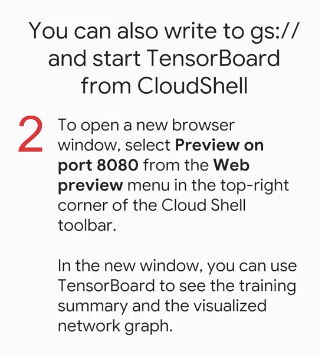 You can also write to gs://
and start TensorBoard
from CloudShell
2
To open a new browser
window, select Preview on
port 8080 from the Web
preview menu in the top-right
corner of the Cloud Shell
toolbar.
In the new window, you can use
TensorBoard to see the training
summary and the visualized
network graph.